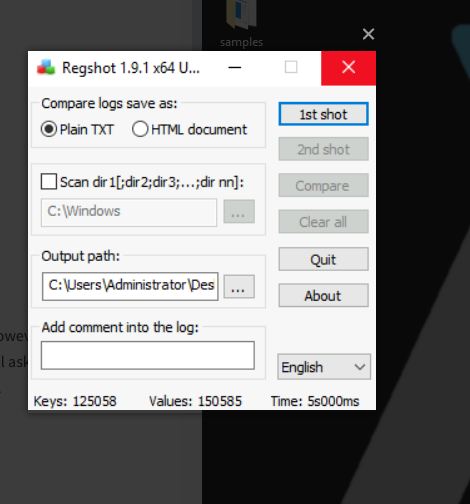 samples
Regshot 1.9.1 x64 U...
Compare logs save as:
Plain TXT
HTML document
1st shot
2nd shot
Scan dir1[;dir2;dir3;...;dir nn]:
C:\Windows
...
Compare
Clear all
Output path:
C:\Users\Administrator\Des
...
Quit
About
Add comment into the log:
English
Keys: 125058 Values: 150585 Time: 5s000ms